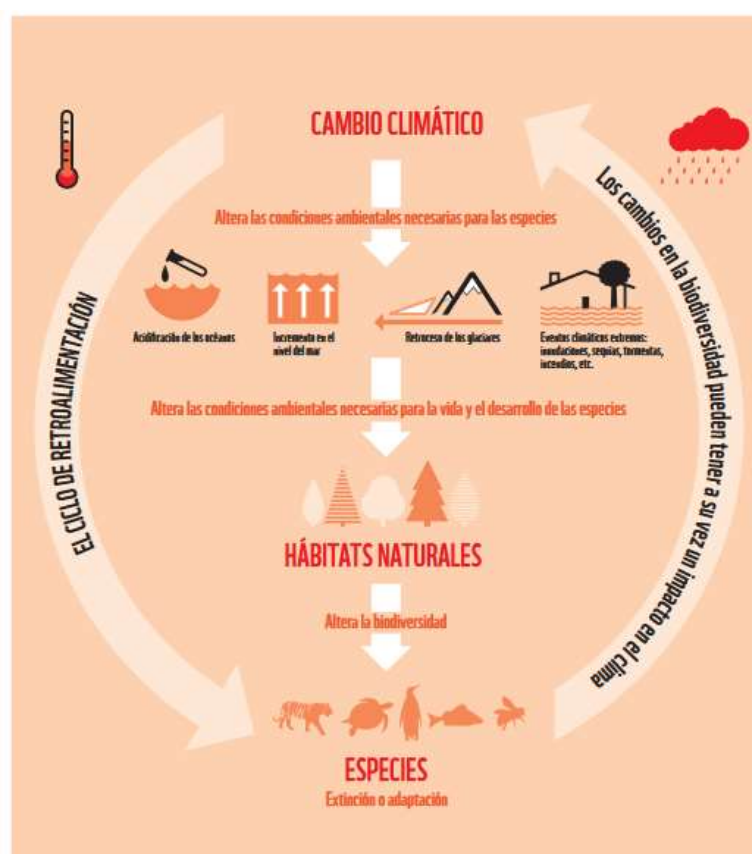 CAMBIO CLIMÁTICO
Altera las condiciones ambientales necesarias para las especies
Acidificación de los océanos
Incremento en el
nivel del mar
Retroceso de los glaciares
Eventos climáticos extremos:
inundaciones, sequías, tormentas,
incendios, etc.
Altera las condiciones ambientales necesarias para la vida y el desarrollo de las especies
HÁBITATS NATURALES
Altera la biodiversidad
ESPECIES
Extinción o adaptación
EL CICLO DE RETROALIMENTACIÓN
Los cambios en la biodiversidad pueden tener a su vez un impacto en el clima